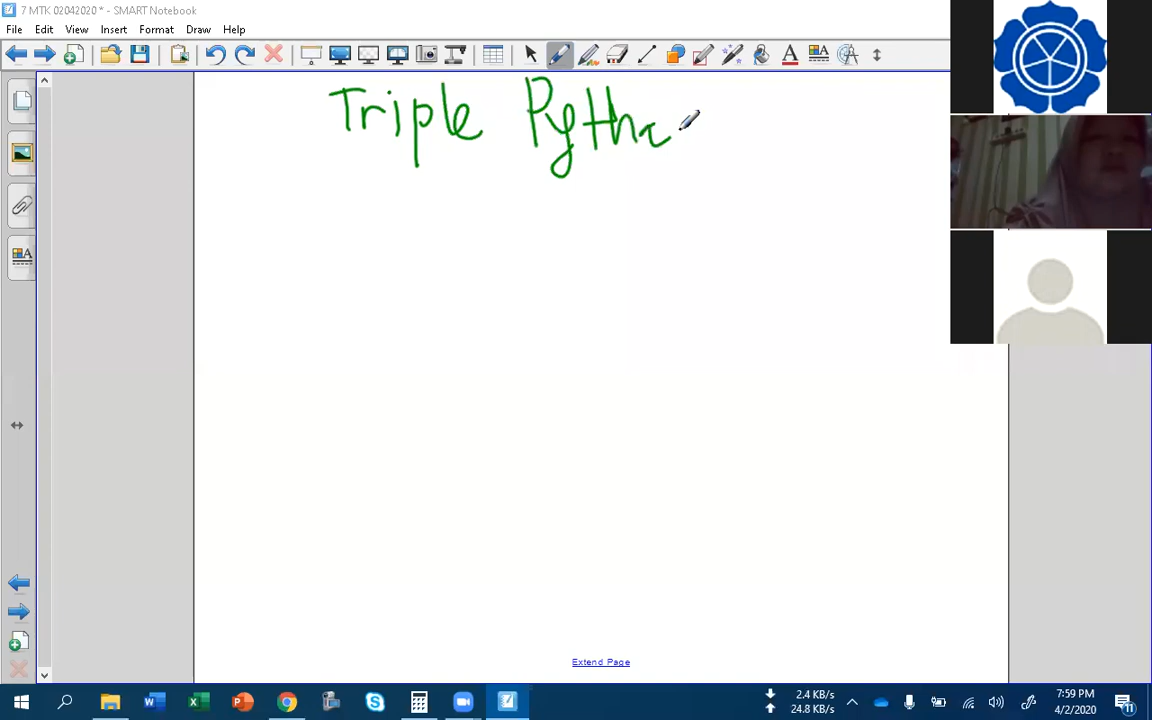 7 MTK 02042020 * - SMART Notebook
File Edit View Insert Format Draw Help
Triple Pytha
Extend Page
2.4 KB/s
24.8 KB/s
7:59 PM
4/2/2020
11